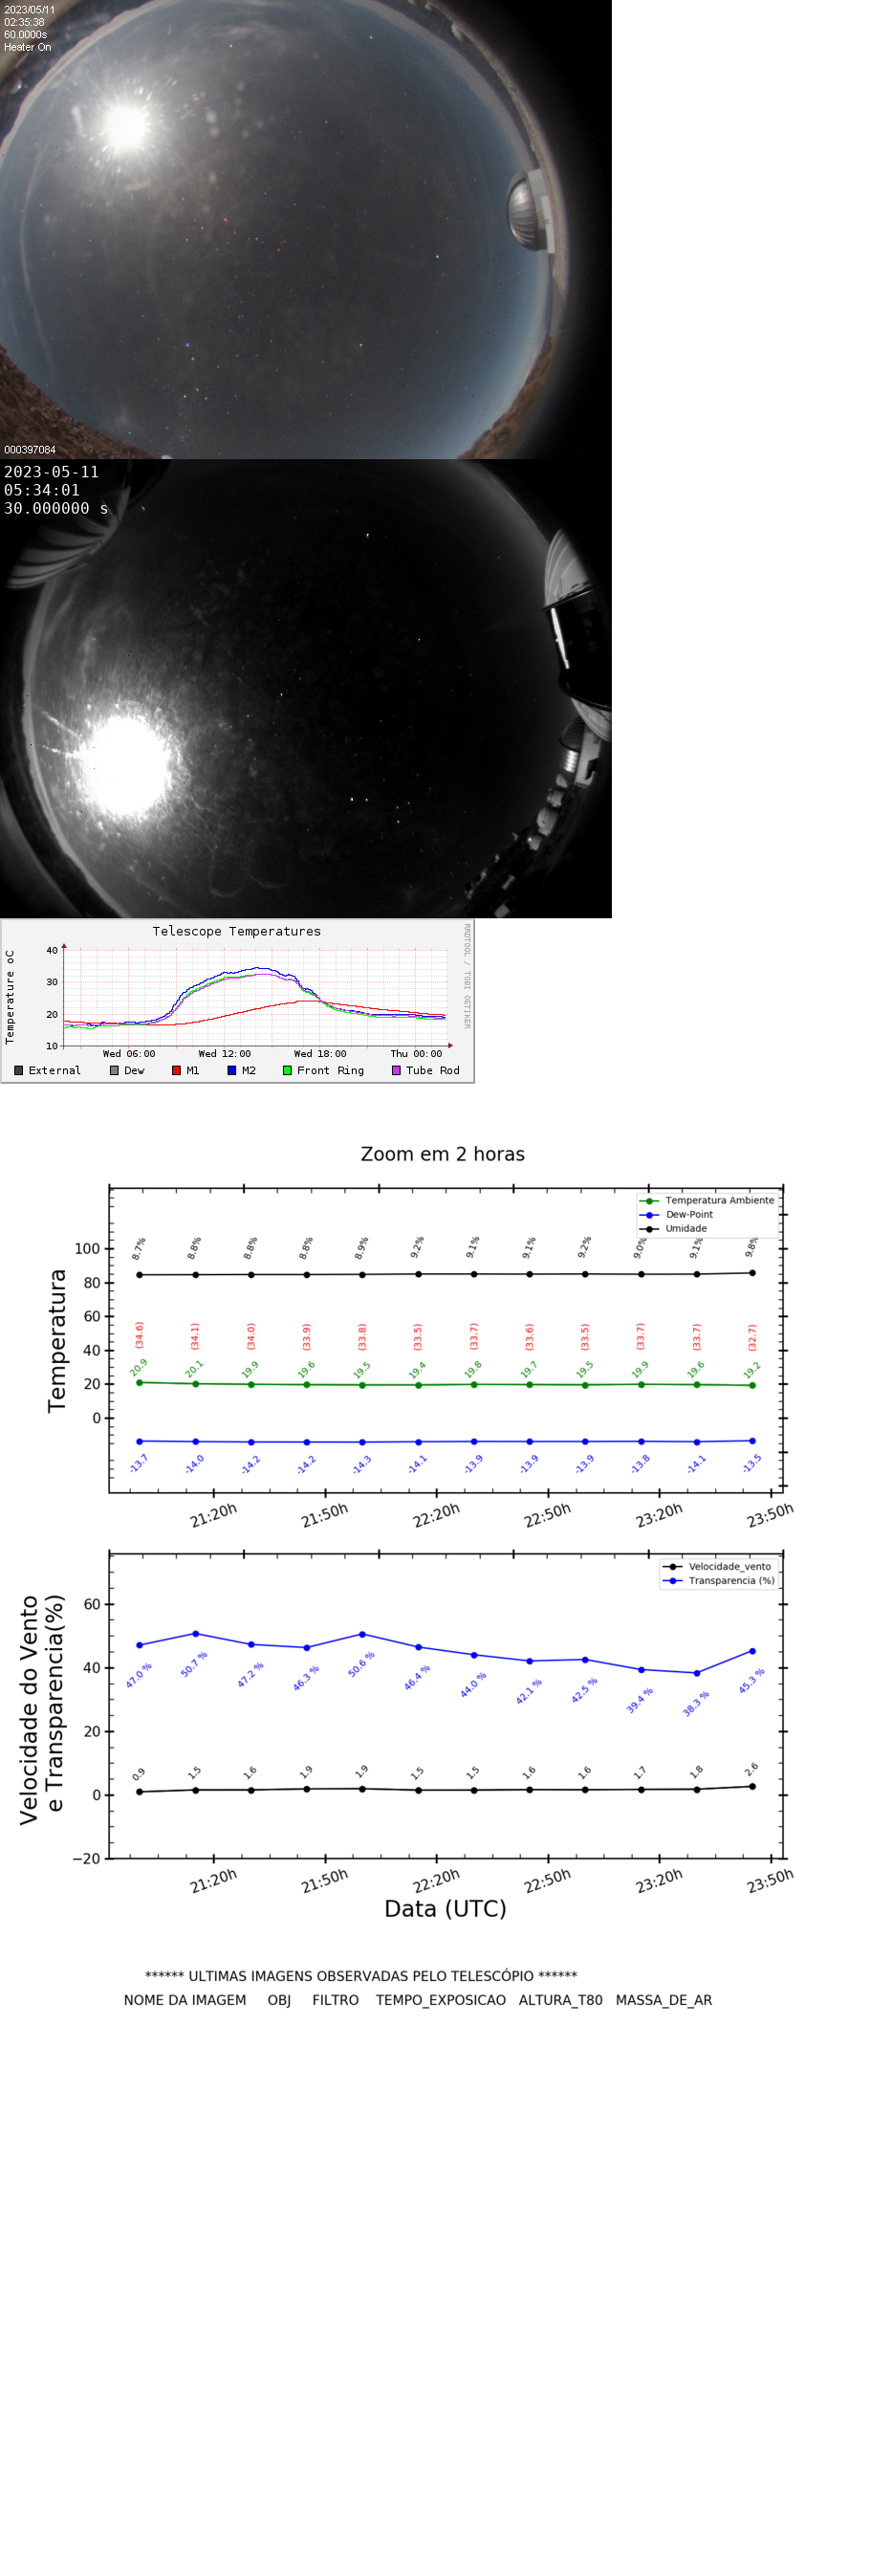 2023/05/11
02:35:38
60.0000s
Heater On
000397084
2023-05-11
05:34:01
30.000000 s
Telescope Temperatures
RRDTOOL / TOBI OETIKER
Temperature oC
40
30
20
10
Wed 06:00 Wed 12:00 Wed 18:00 Thu 00:00
External Dew M1 M2 Front Ring Tube Rod
Zoom em 2 horas
Temperatura Ambiente
Dew-Point
Umidade
Temperatura
100
80
60
40
20
0
8.7% 8.8% 8.8% 8.8% 8.9% 9.2% 9.1% 9.1% 9.2% 9.0% 9.1% 9.8%
(34.6) (34.1) (34.0) (33.9) (33.8) (33.5) (33.7) (33.6) (33.5) (33.7) (33.7) (32.7)
20.9 20.1 19.9 19.6 19.5 19.4 19.8 19.7 19.5 19.9 19.6 19.2
-13.7 -14.0 -14.2 -14.2 -14.3 -14.1 -13.9 -13.9 -13.9 -13.8 -14.1 -13.5
21:20h 21:50h 22:20h 22:50h 23:20h 23:50h
Velocidade_vento
Transparencia (%)
Velocidade do Vento
e Transparencia(%)
60
40
20
0
−20
47.0 % 50.7 % 47.2 % 46.3 % 50.6 % 46.4 % 44.0 % 42.1 % 42.5 % 39.4 % 38.3 % 45.3 %
0.9 1.5 1.6 1.9 1.9 1.5 1.5 1.6 1.6 1.7 1.8 2.6
21:20h 21:50h 22:20h 22:50h 23:20h 23:50h
Data (UTC)
****** ULTIMAS IMAGENS OBSERVADAS PELO TELESCÓPIO ******
NOME DA IMAGEM OBJ FILTRO TEMPO_EXPOSICAO ALTURA_T80 MASSA_DE_AR